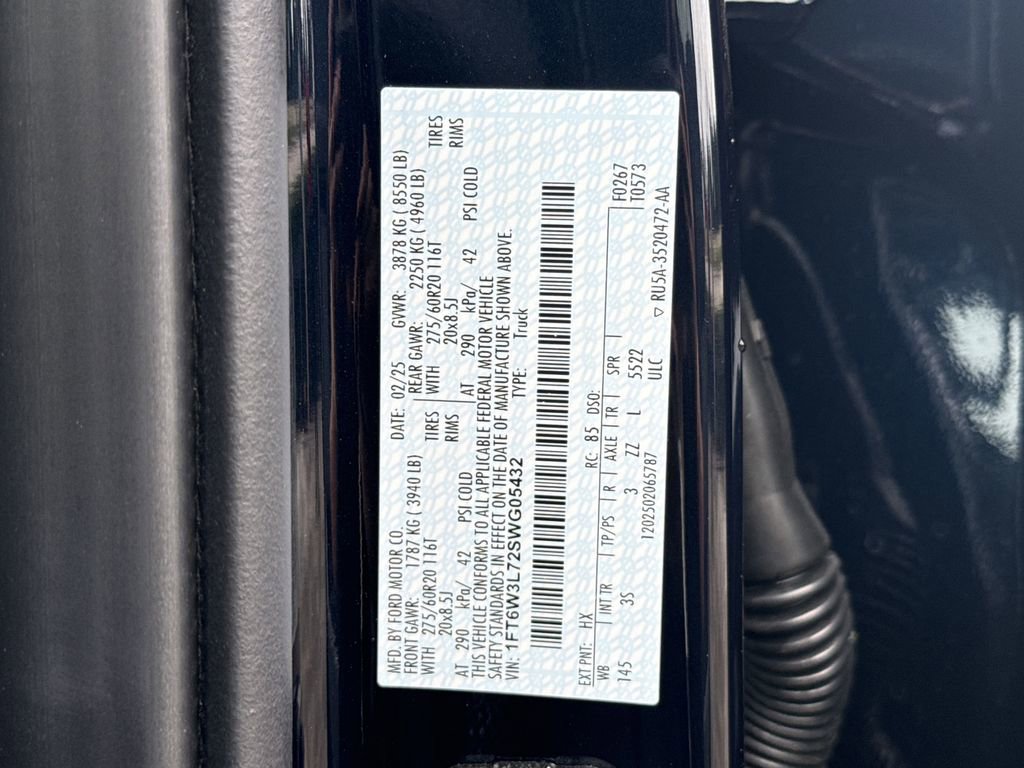 MFD. BY FORD MOTOR CO. DATE: 02/25 GVWR: 3878 KG ( 8550 LB)
FRONT GAWR: 1787 KG ( 3940 LB) REAR GAWR: 2250 KG ( 4960 LB)
WITH 275/60R20 116T TIRES WITH 275/60R20 116T TIRES
20x8.5J RIMS 20x8.5J RIMS
AT 290 kPa/ 42 PSI COLD AT 290 kPa/ 42 PSI COLD
THIS VEHICLE CONFORMS TO ALL APPLICABLE FEDERAL MOTOR VEHICLE
SAFETY STANDARDS IN EFFECT ON THE DATE OF MANUFACTURE SHOWN ABOVE.
VIN: 1FT6W3L72SWG05432 TYPE: Truck
EXT PNT: HX RC: 85 DSO:
WB INT TR TP/PS R AXLE TR SPR F0267
145 3S 3 ZZ L 5522 T0573
ULC
1202502065787 ▽ RU5A-3520472-AA